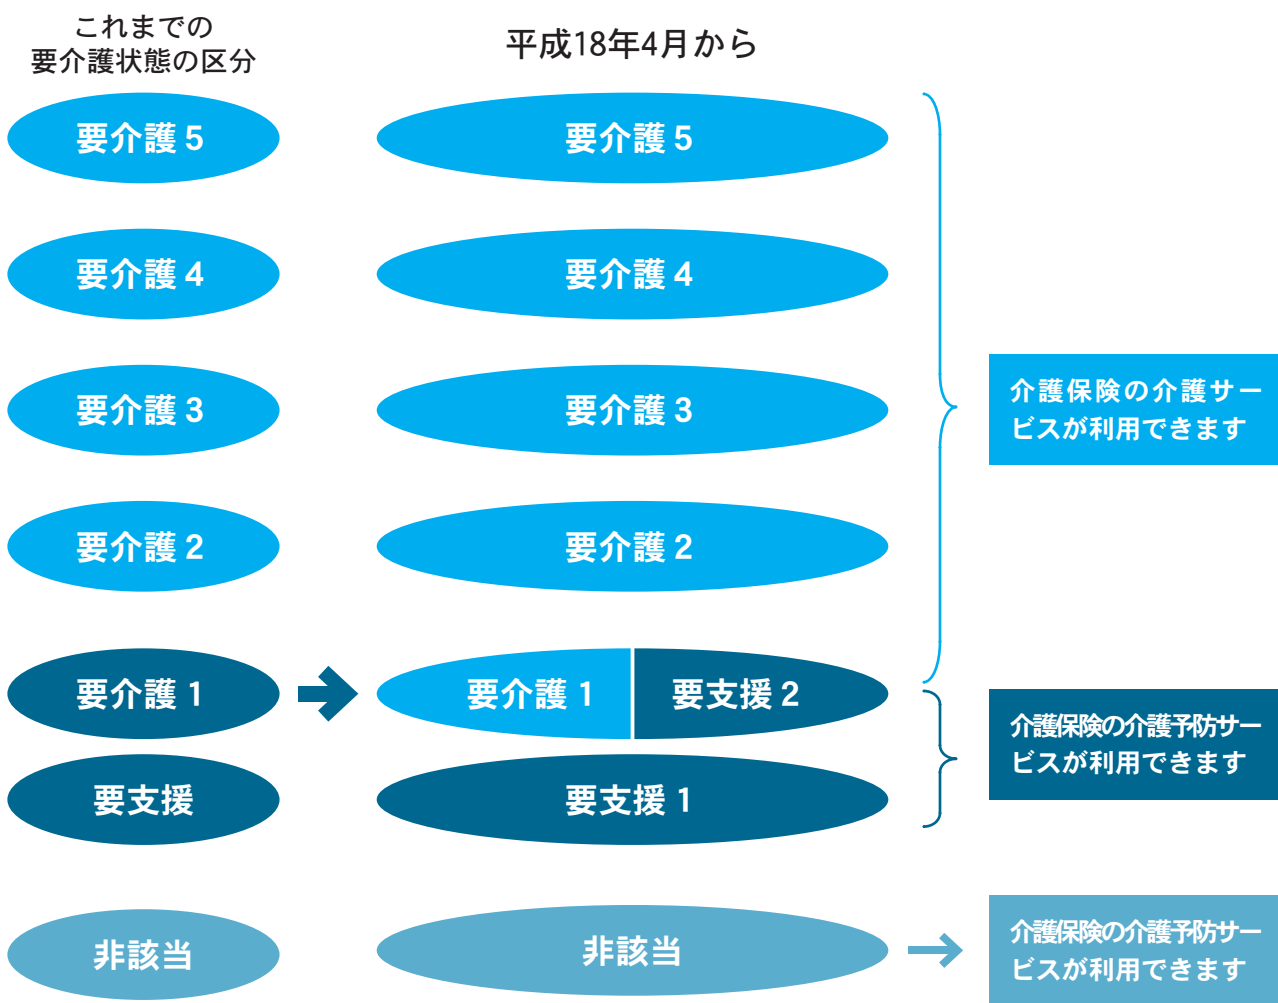 これまでの
要介護状態の区分
平成18年4月から
要介護5
要介護5
要介護4
要介護4
要介護3
要介護3
介護保険の介護サー
ビスが利用できます
要介護2
要介護2
要介護1
要介護1
要支援2
介護保険の介護予防サー
ビスが利用できます
要支援
要支援1
非該当
非該当
介護保険の介護予防サー
ビスが利用できます